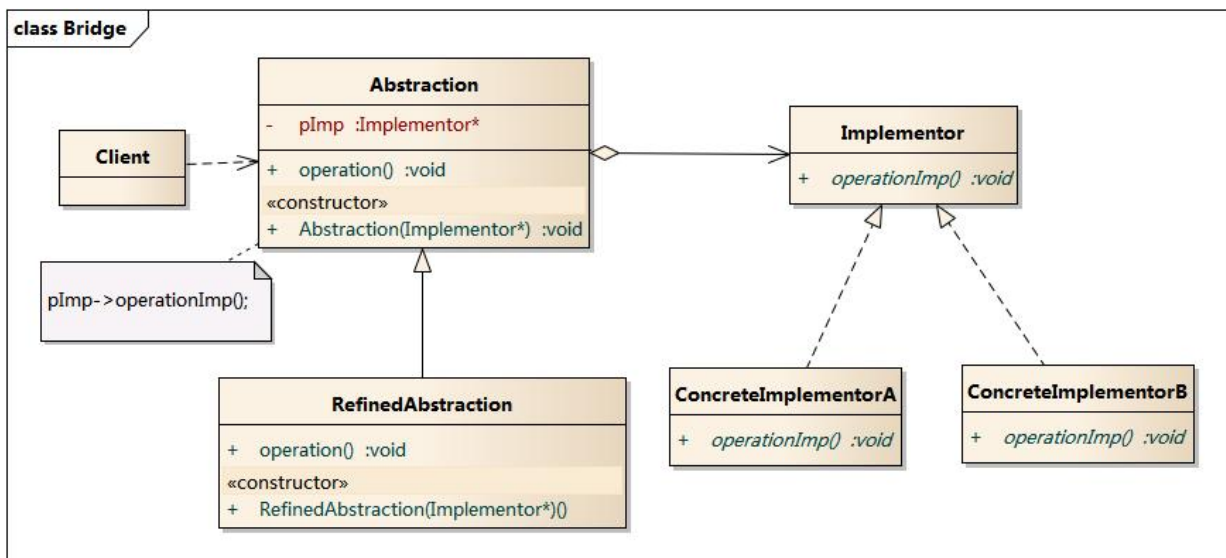 class Bridge
Abstraction
- pImp :Implementor*
+ operation() :void
«constructor»
+ Abstraction(Implementor*) :void
Client
Implementor
+ operationImp() :void
pImp->operationImp();
RefinedAbstraction
+ operation() :void
«constructor»
+ RefinedAbstraction(Implementor*)()
ConcreteImplementorA
+ operationImp() :void
ConcreteImplementorB
+ operationImp() :void